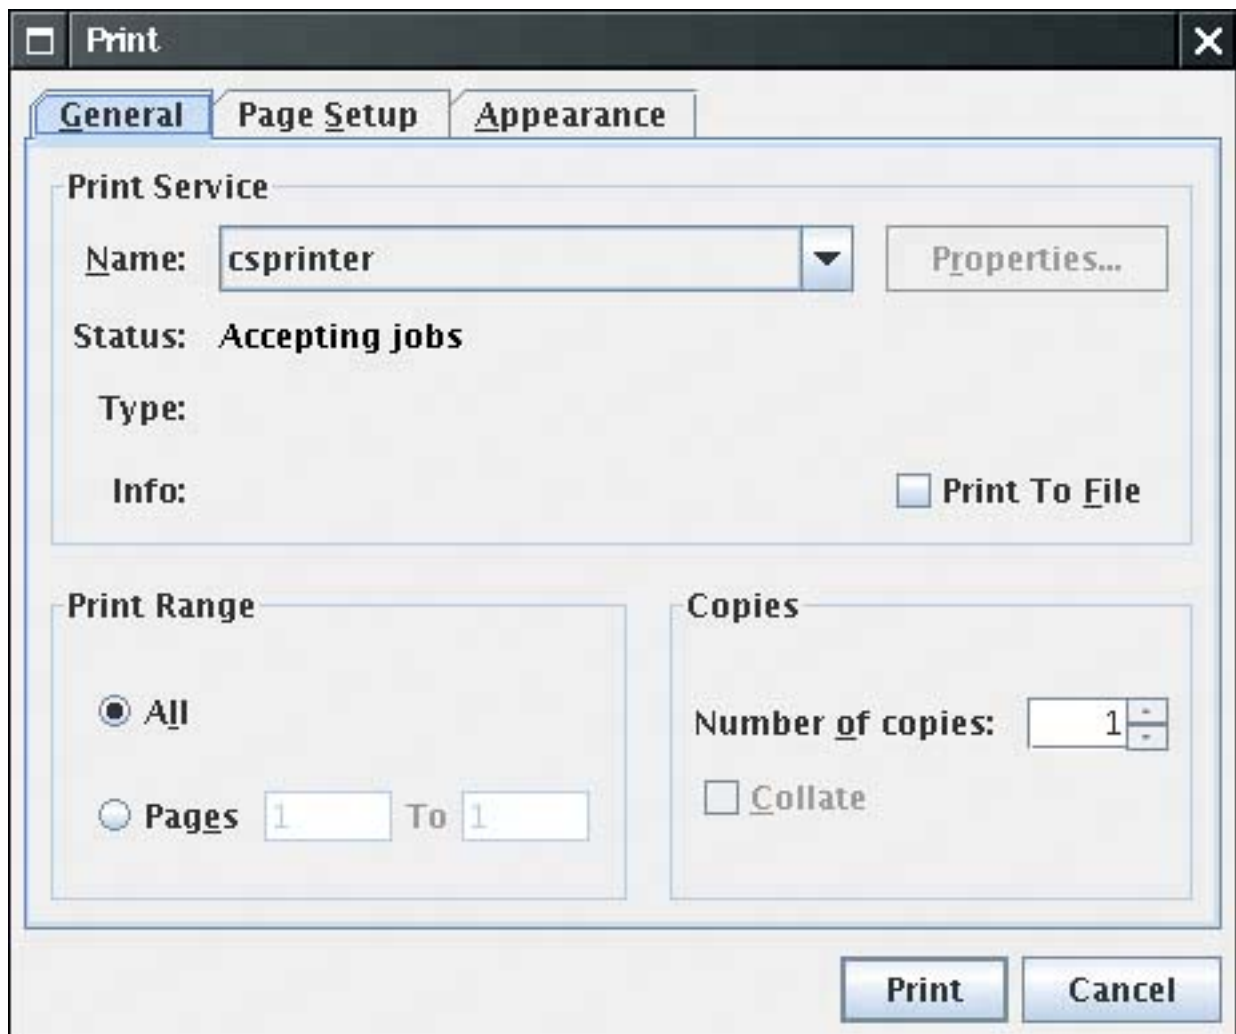 Print
General Page Setup Appearance
Print Service
Name: csprinter Properties...
Status: Accepting jobs
Type:
Info: Print To File
Print Range
All
Pages 1 To 1
Copies
Number of copies: 1
Collate
Print Cancel